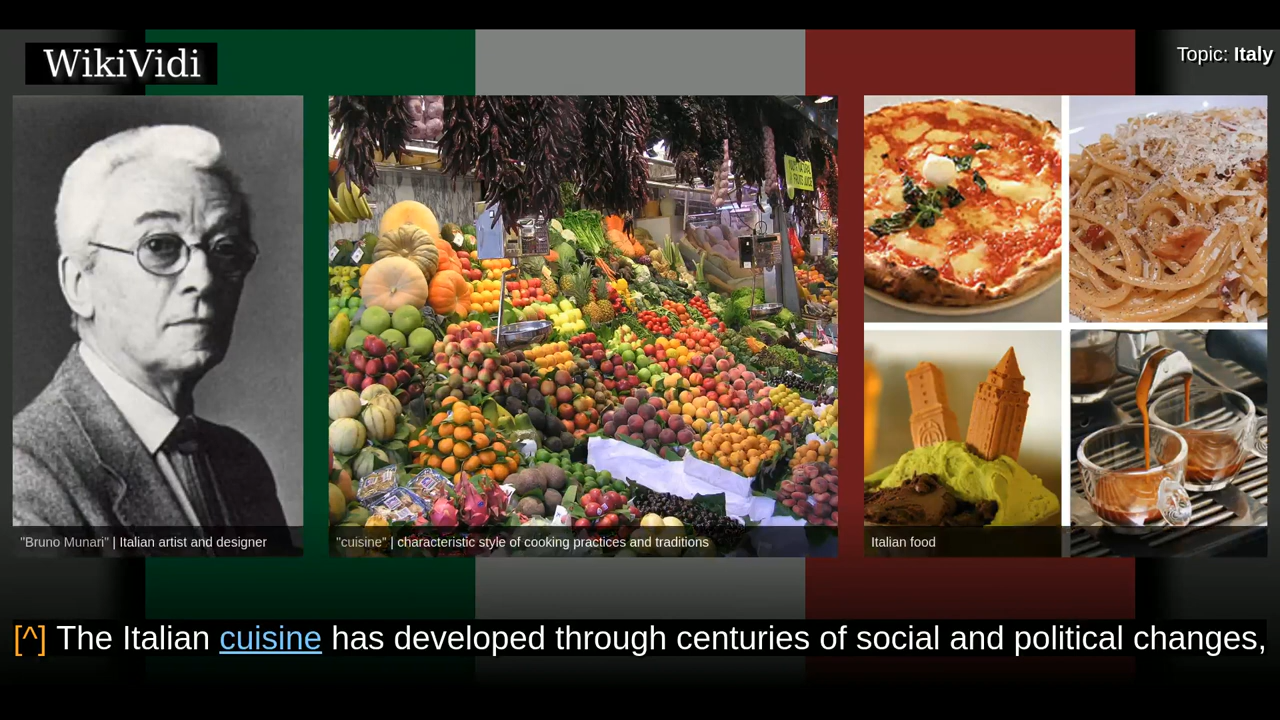 WikiVidi
Topic: Italy
"Bruno Munari" | Italian artist and designer
"cuisine" | characteristic style of cooking practices and traditions
Italian food
[^] The Italian cuisine has developed through centuries of social and political changes,